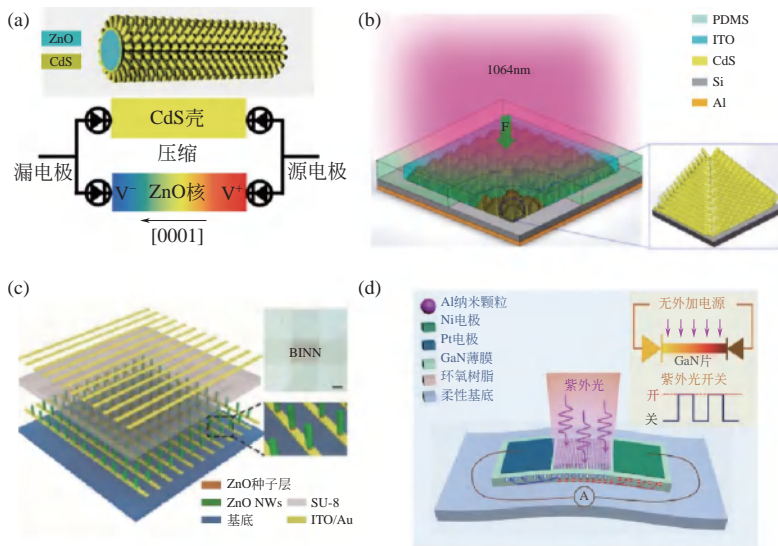 (a)
ZnO
CdS
CdS壳
压缩
漏电极
源电极
V⁻ ZnO核 V⁺
[0001]
(b)
1064nm
F
PDMS
ITO
CdS
Si
Al
(c)
BINN
ZnO种子层
ZnO NWs
SU-8
基底
ITO/Au
(d)
Al纳米颗粒
Ni电极
Pt电极
GaN薄膜
环氧树脂
柔性基底
紫外光
A
无外加电源
GaN片
紫外光开关
开
关